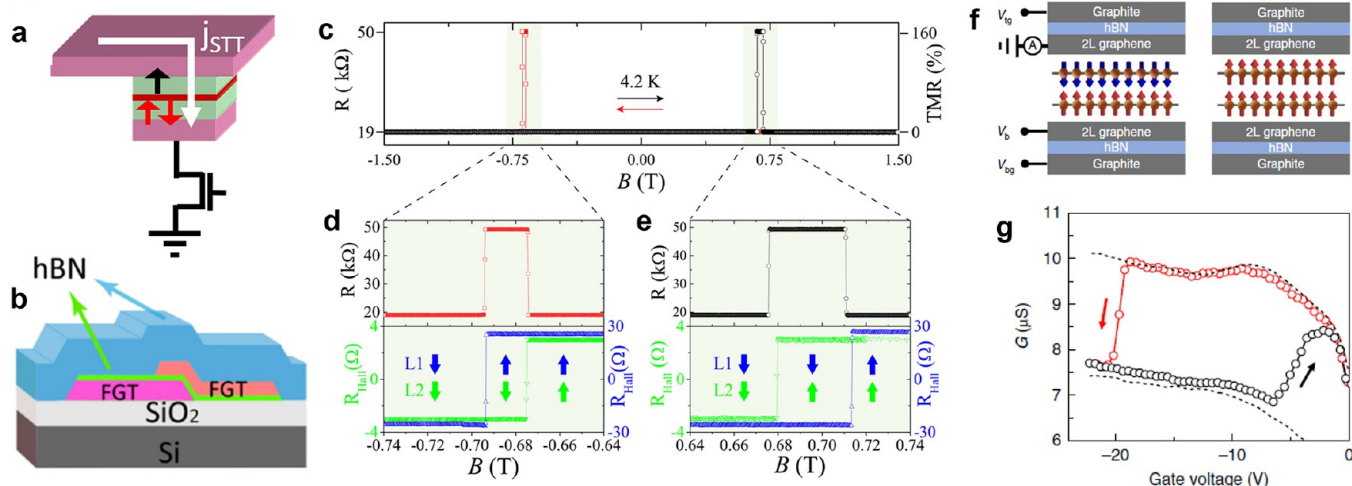 a
j_STT
b
hBN
FGT
FGT
SiO₂
Si
c
50
19
R ( kΩ)
4.2 K
160
0
TMR (%)
-1.50
-0.75
0.00
0.75
1.50
B (T)
d
50
40
30
20
R (kΩ)
4
0
-4
R_Hall (Ω)
L1
L2
30
0
-30
R_Hall (Ω)
-0.74
-0.72
-0.70
-0.68
-0.66
-0.64
B (T)
e
50
40
30
20
R (kΩ)
4
0
-4
R_Hall (Ω)
L1
L2
30
0
-30
R_Hall (Ω)
0.64
0.66
0.68
0.70
0.72
0.74
B (T)
f
V_tg
A
V_b
V_bg
Graphite
hBN
2L graphene
2L graphene
hBN
Graphite
Graphite
hBN
2L graphene
2L graphene
hBN
Graphite
g
11
10
9
8
7
6
G (μS)
−20
−10
0
Gate voltage (V)